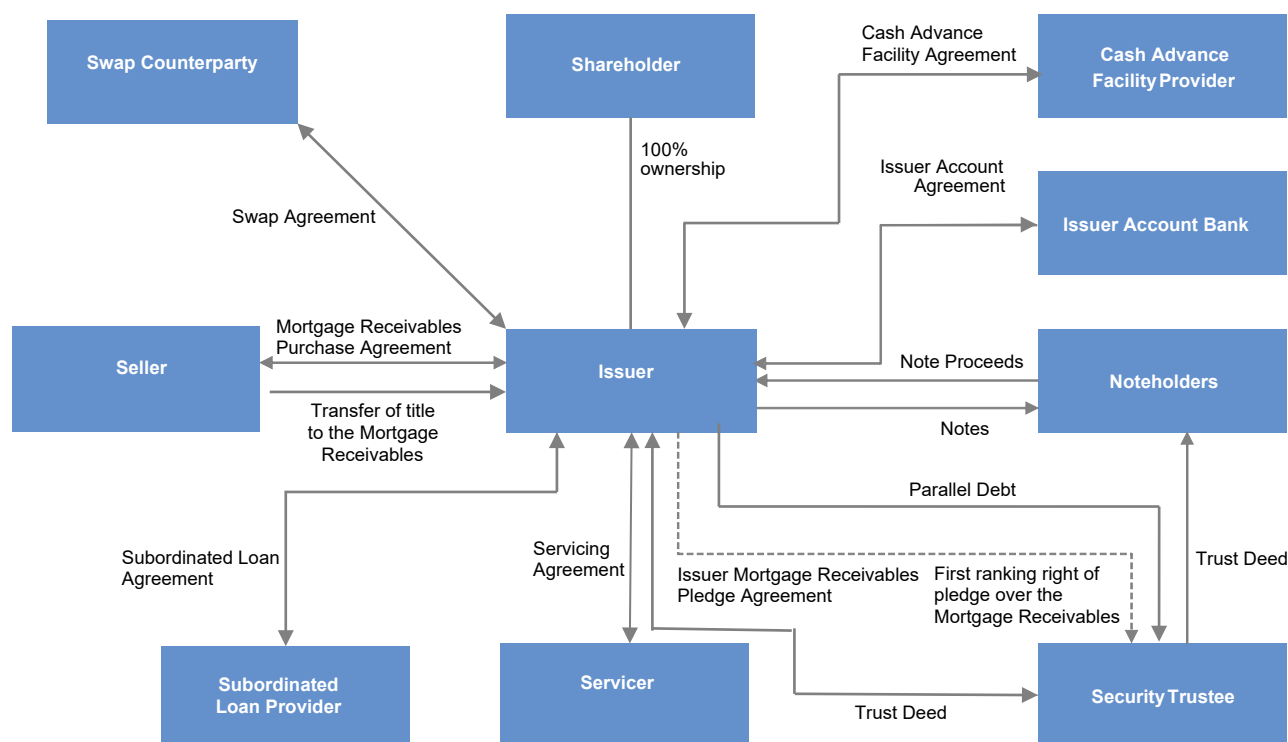 Swap Counterparty
Shareholder
Cash Advance
Facility Agreement
Cash Advance
Facility Provider
100%
ownership
Issuer Account
Agreement
Issuer Account Bank
Swap Agreement
Mortgage Receivables
Purchase Agreement
Seller
Issuer
Note Proceeds
Noteholders
Transfer of title
to the Mortgage
Receivables
Notes
Parallel Debt
Subordinated Loan
Agreement
Servicing
Agreement
Issuer Mortgage Receivables
Pledge Agreement
First ranking right of
pledge over the
Mortgage Receivables
Trust Deed
Subordinated
Loan Provider
Servicer
Trust Deed
Security Trustee